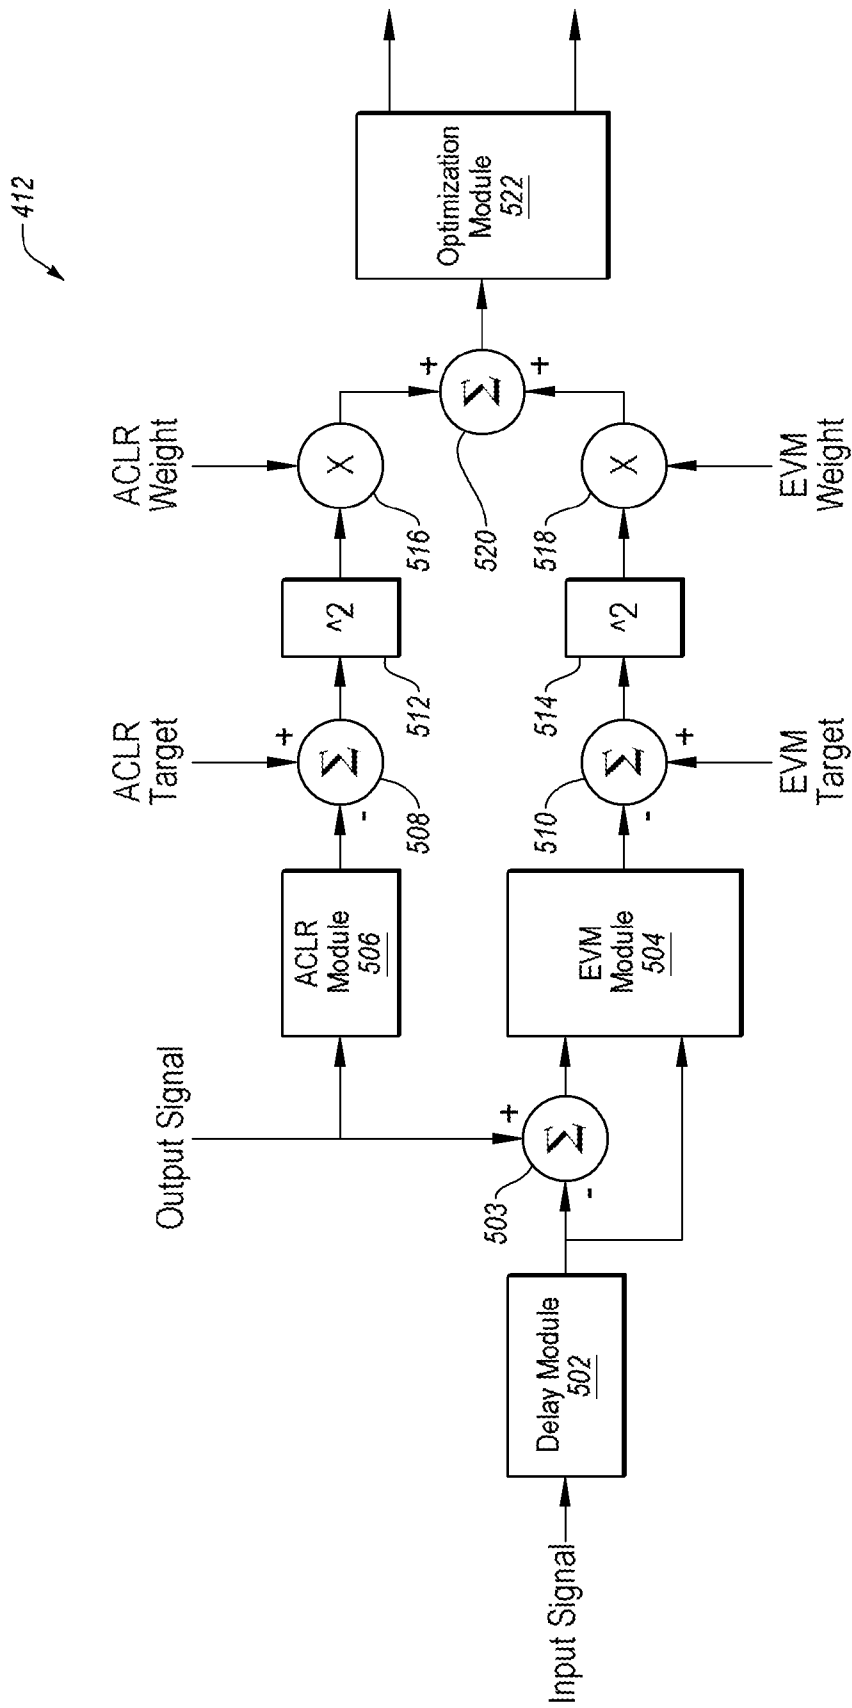 412
Output Signal
ACLR
Target
ACLR
Weight
ACLR
Module
506
+
-
Σ
508
^2
512
X
516
Input Signal
Delay Module
502
+
-
Σ
503
EVM
Module
504
-
+
Σ
510
^2
514
X
518
EVM
Target
EVM
Weight
+
+
Σ
520
Optimization
Module
522